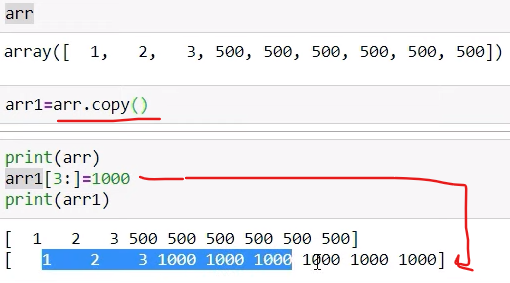 arr
array([  1,   2,   3, 500, 500, 500, 500, 500, 500])
arr1=arr.copy()
print(arr)
arr1[3:]=1000
print(arr1)
[  1   2   3 500 500 500 500 500 500]
[   1    2    3 1000 1000 1000 1000 1000 1000]